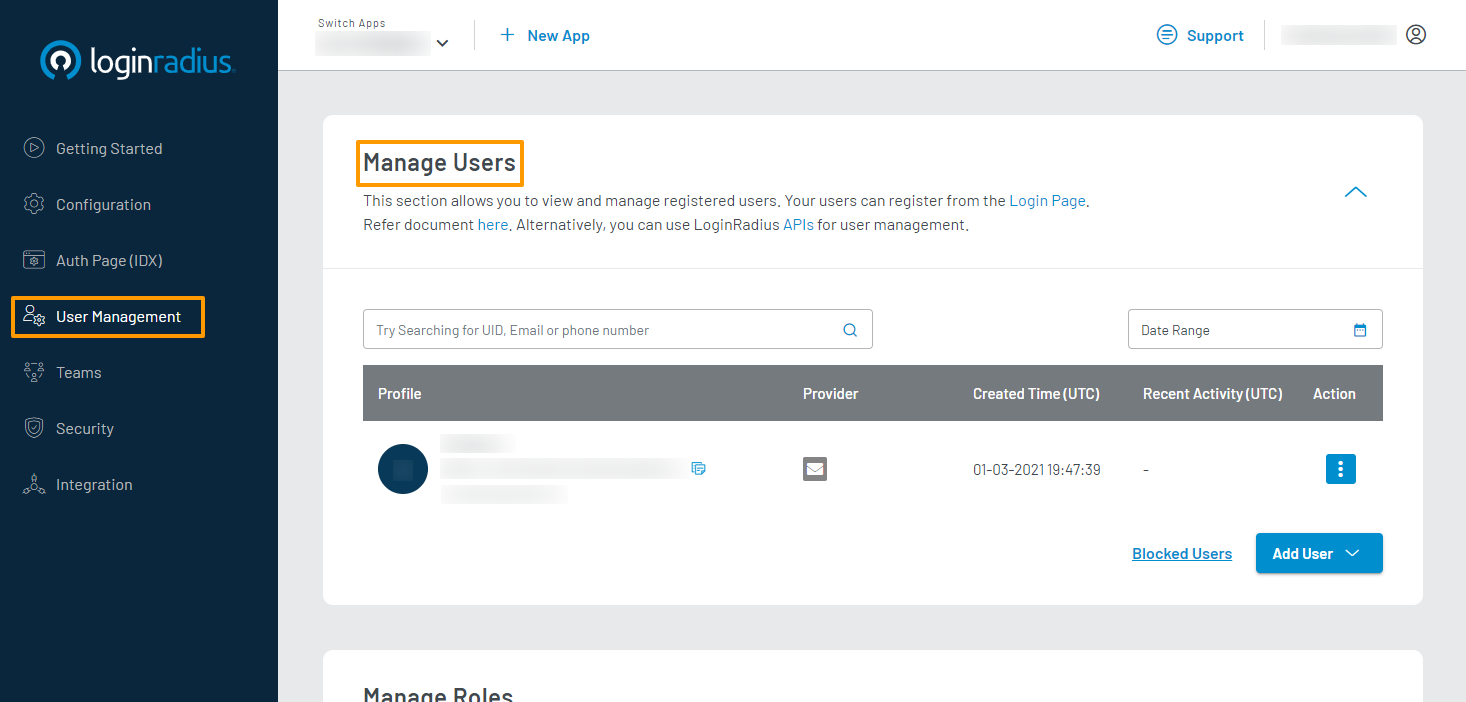 loginradius
Switch Apps
New App
Support
Getting Started
Configuration
Auth Page (IDX)
User Management
Teams
Security
Integration
Manage Users
This section allows you to view and manage registered users. Your users can register from the Login Page.
Refer document here. Alternatively, you can use LoginRadius APIs for user management.
Try Searching for UID, Email or phone number
Date Range
Profile Provider Created Time (UTC) Recent Activity (UTC) Action
01-03-2021 19:47:39 -
Blocked Users Add User
Manage Roles